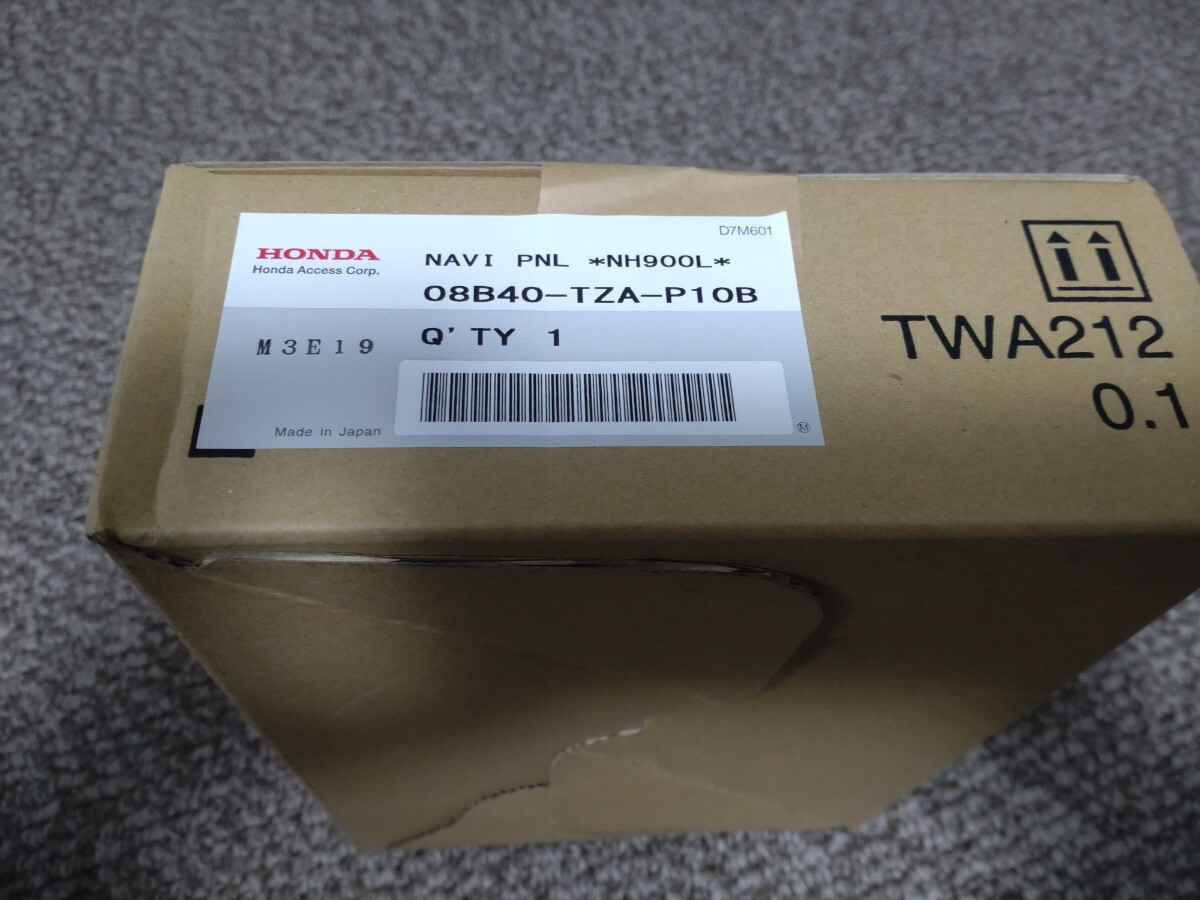 D7M601
HONDA
Honda Access Corp.
NAVI PNL *NH900L*
08B40-TZA-P10B
M3E19
Q'TY 1
Made in Japan
M
TWA212
0.1